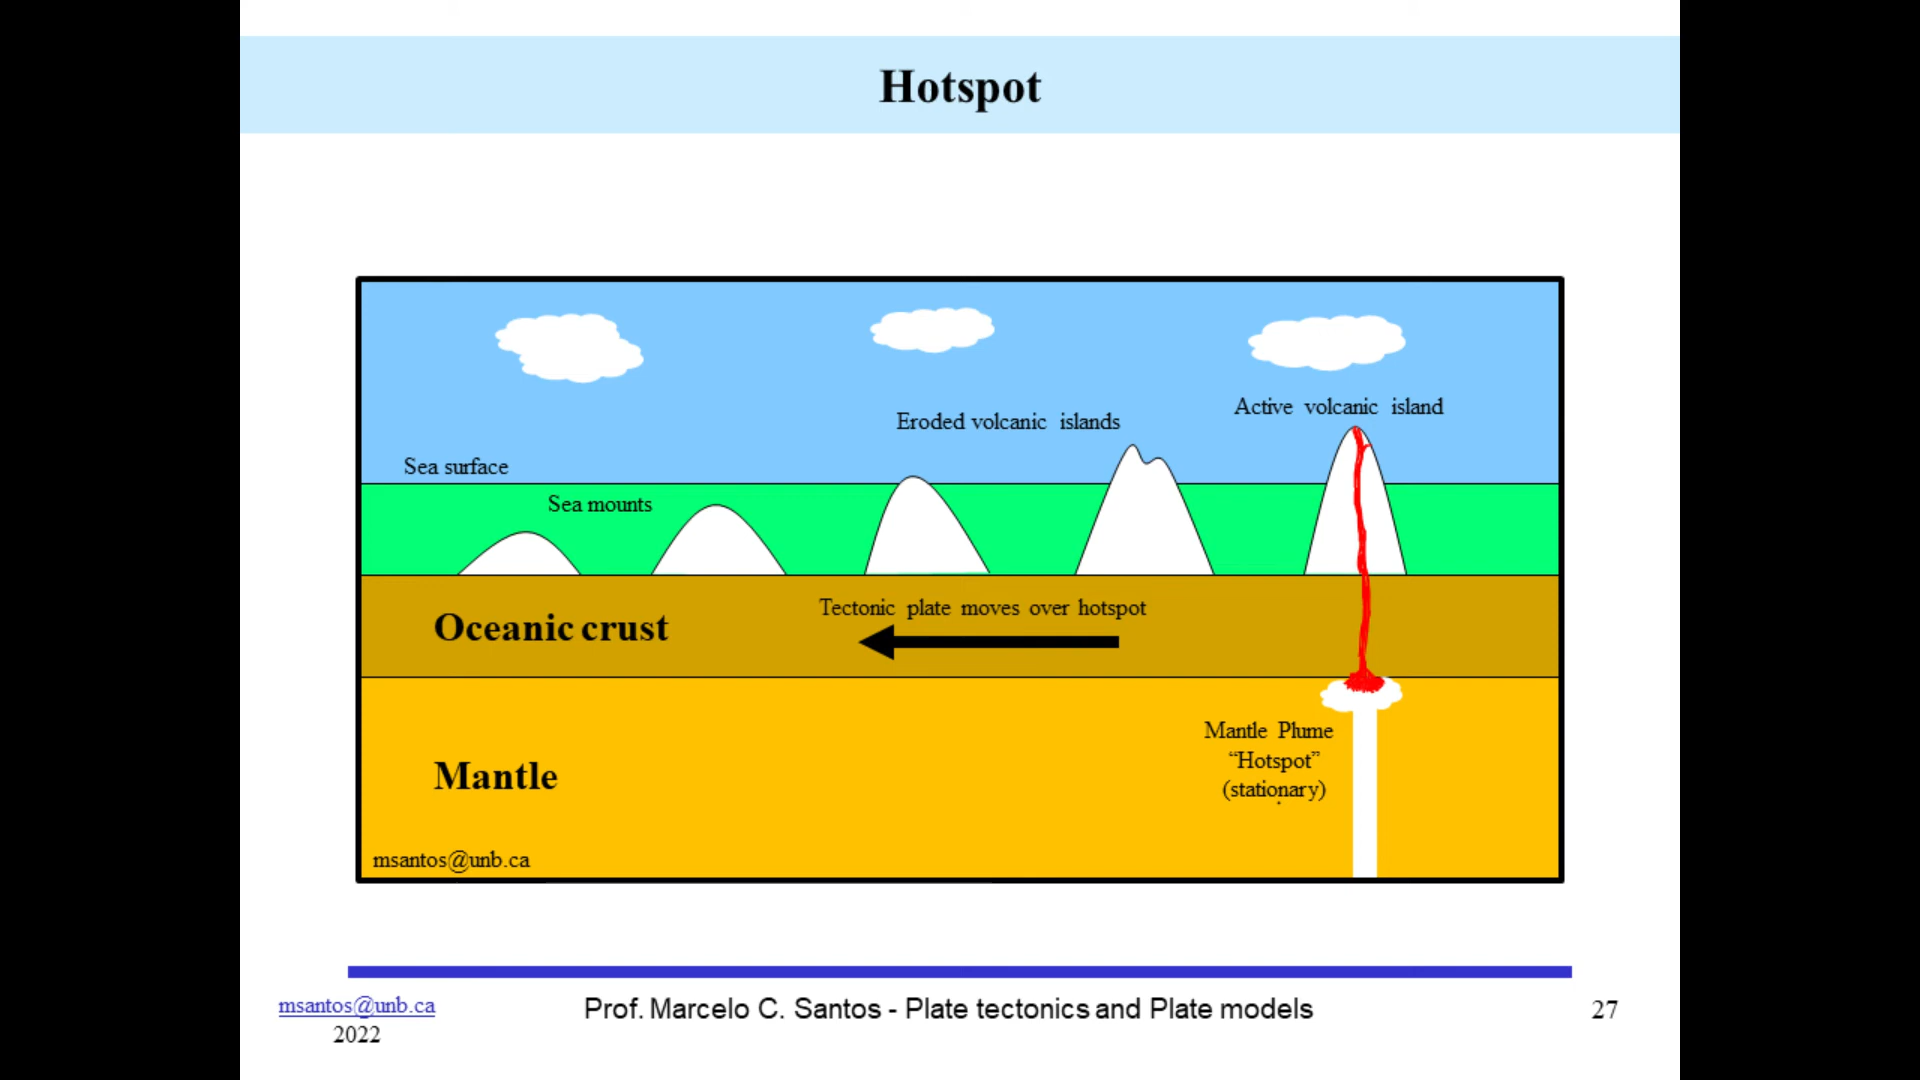 Hotspot
Active volcanic island
Eroded volcanic islands
Sea surface
Sea mounts
Tectonic plate moves over hotspot
Oceanic crust
Mantle Plume
“Hotspot”
(stationary)
Mantle
msantos@unb.ca
msantos@unb.ca
2022
Prof. Marcelo C. Santos - Plate tectonics and Plate models
27